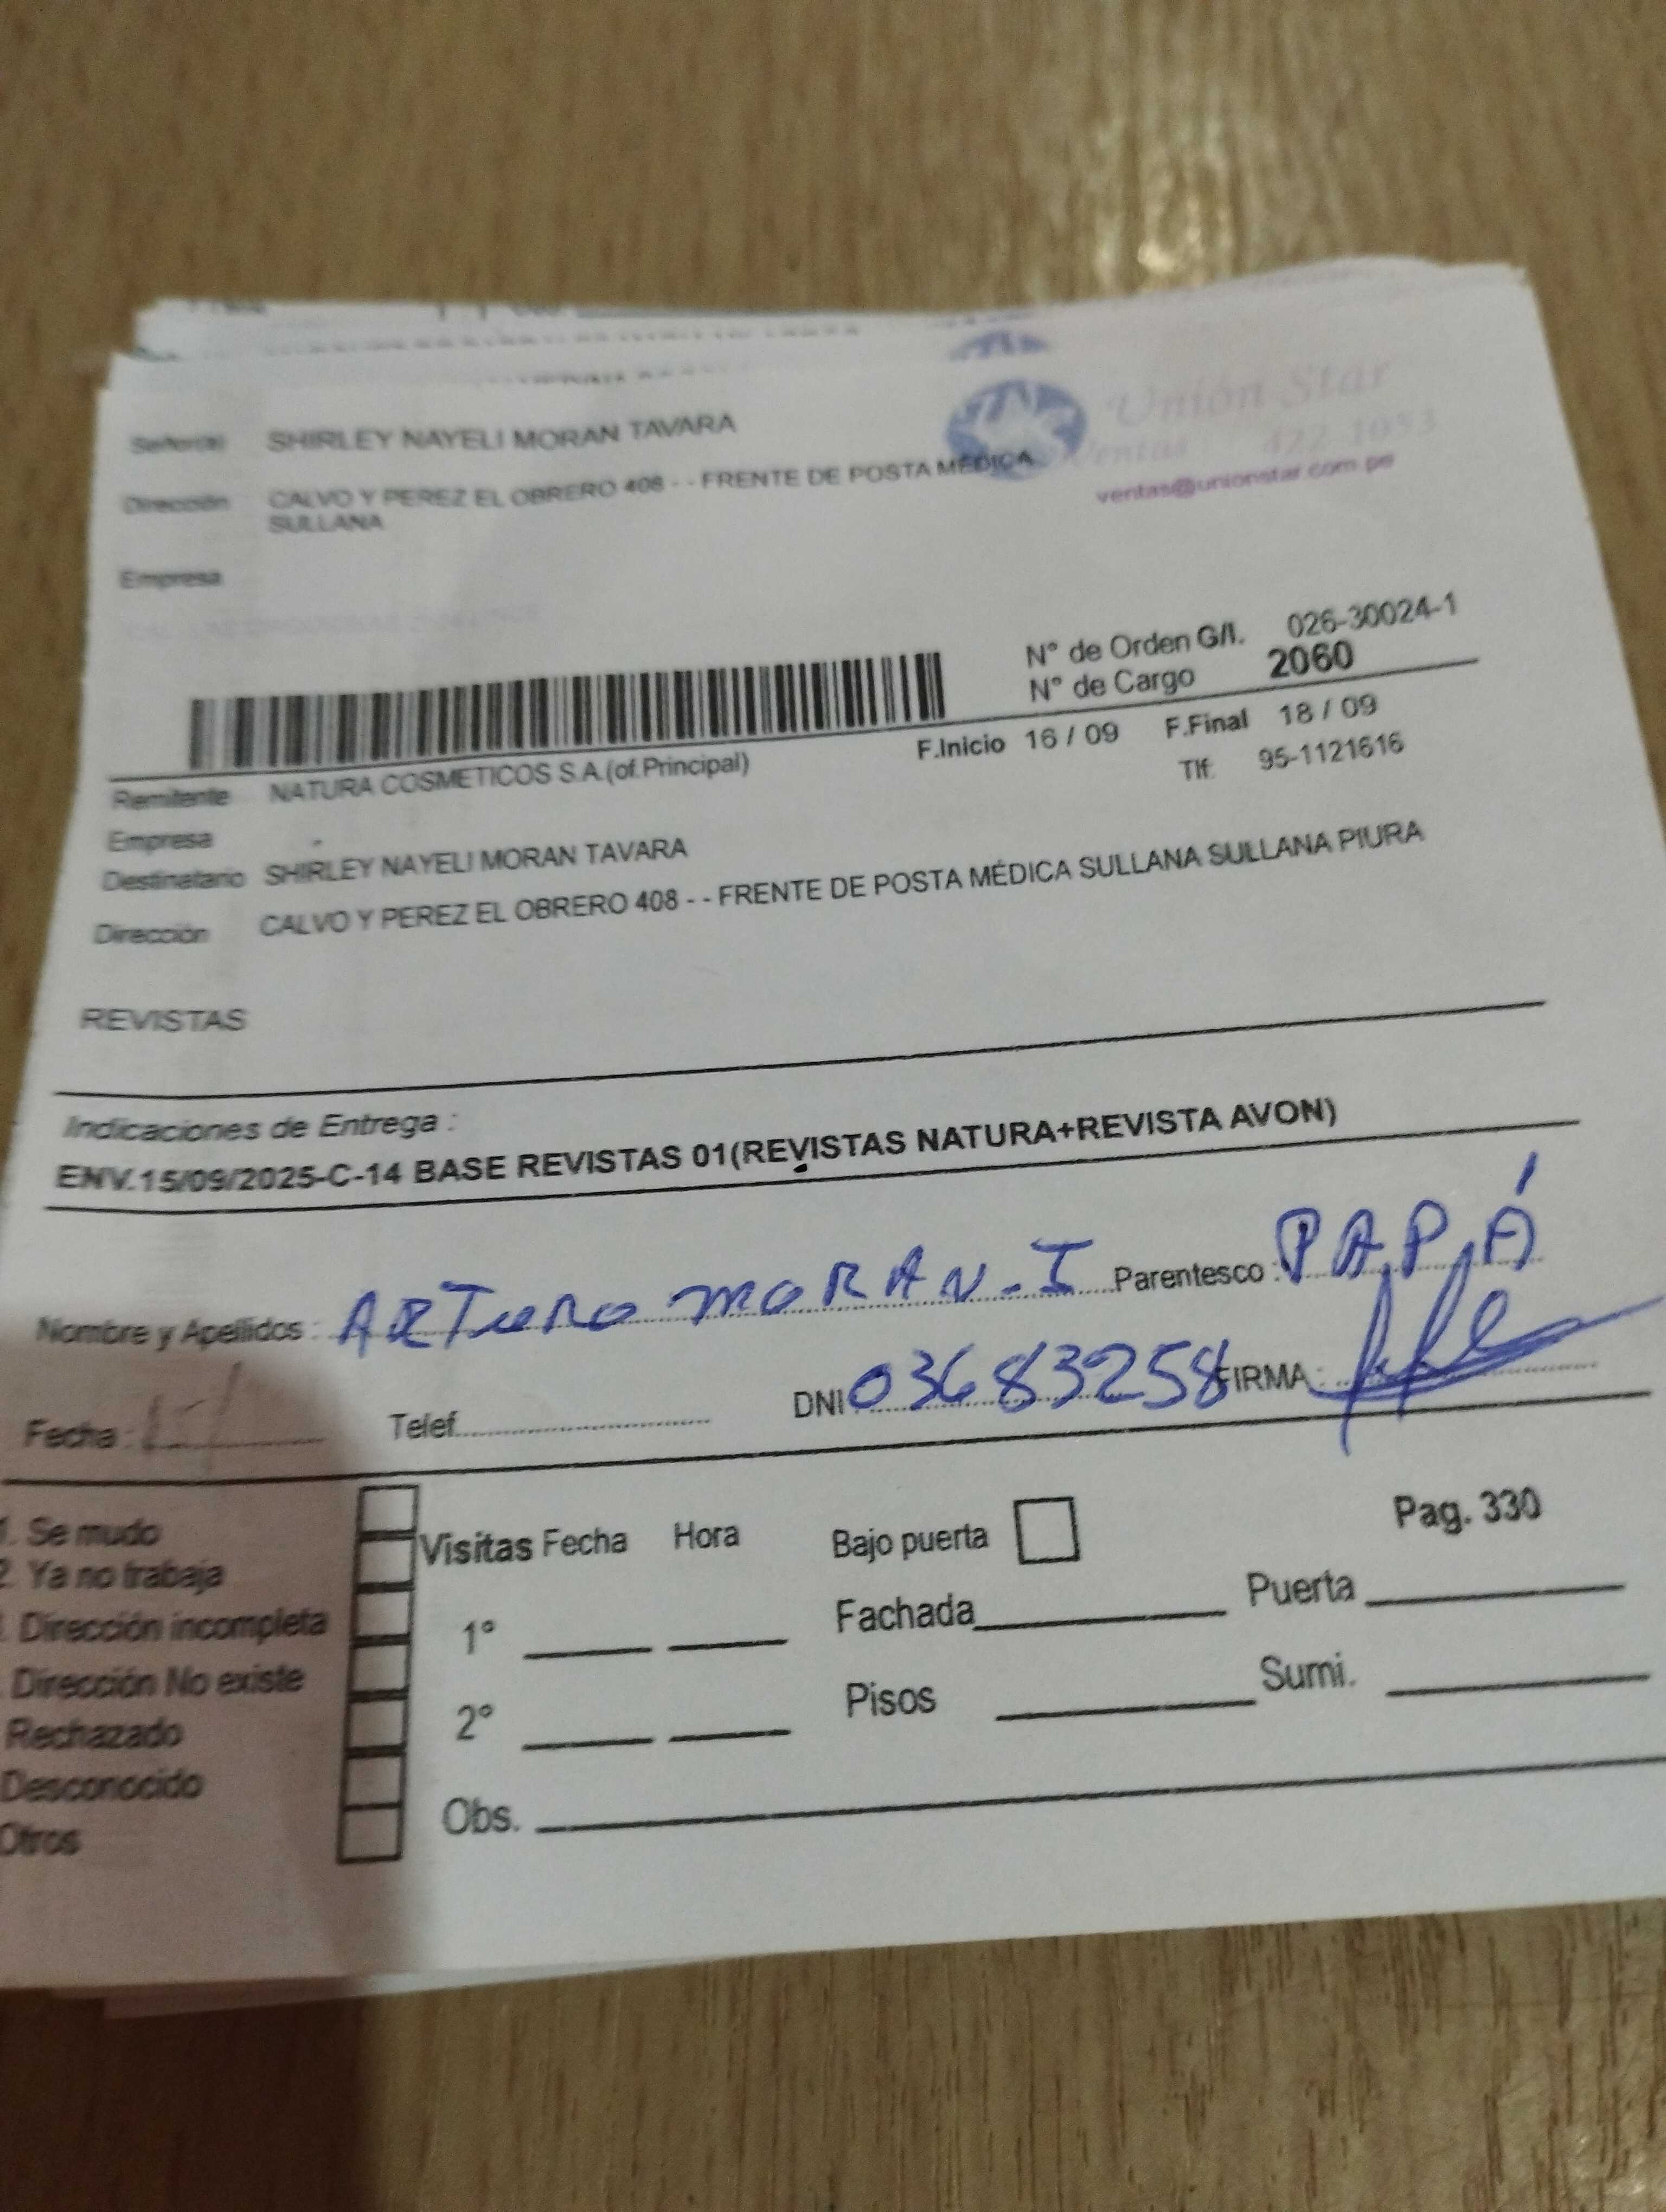 Señor(a) SHIRLEY NAYELI MORAN TAVARA
Unión Star
Ventas 422-1053
ventas@unionstar.com.pe
Dirección CALVO Y PEREZ EL OBRERO 408 - - FRENTE DE POSTA MÉDICA
SULLANA
Empresa
N° de Orden G/I. 026-30024-1
N° de Cargo 2060
F.Inicio 16 / 09 F.Final 18 / 09
Remitente NATURA COSMETICOS S.A.(of.Principal) Tlf: 95-1121616
Empresa -
Destinatario SHIRLEY NAYELI MORAN TAVARA
Dirección CALVO Y PEREZ EL OBRERO 408 - - FRENTE DE POSTA MÉDICA SULLANA SULLANA PIURA
REVISTAS
Indicaciones de Entrega :
ENV.15/09/2025-C-14 BASE REVISTAS 01(REVISTAS NATURA+REVISTA AVON)
Nombre y Apellidos : ARTURO MORAN-I Parentesco : PAPÁ
Fecha : Telef. DNI 03683258 FIRMA :
1. Se mudo
2. Ya no trabaja
. Dirección incompleta
. Dirección No existe
Rechazado
Desconocido
Otros
Visitas Fecha Hora Bajo puerta Pag. 330
1° Fachada Puerta
2° Pisos Sumi.
Obs.